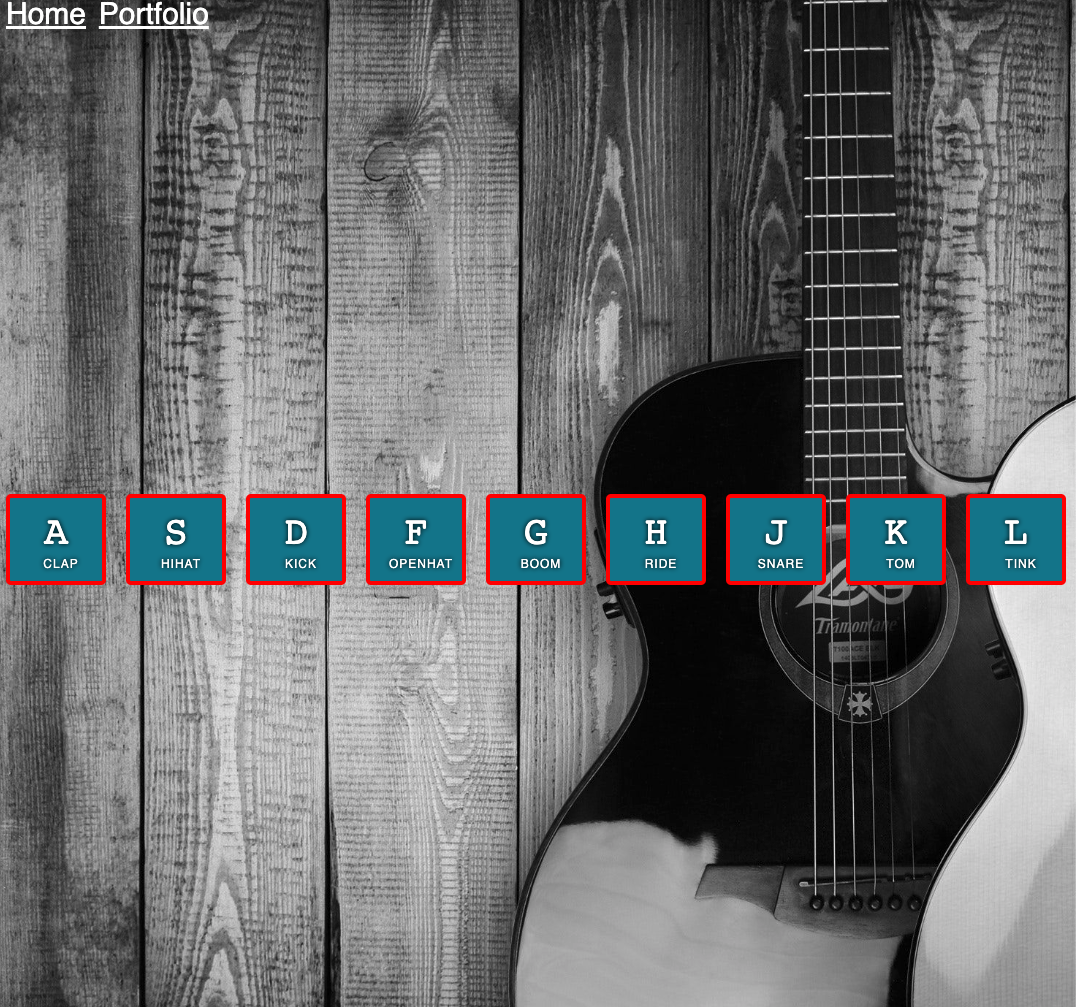 Home Portfolio
A S D F G H J K L
CLAP HIHAT KICK OPENHAT BOOM RIDE SNARE TOM TINK
Tramontane